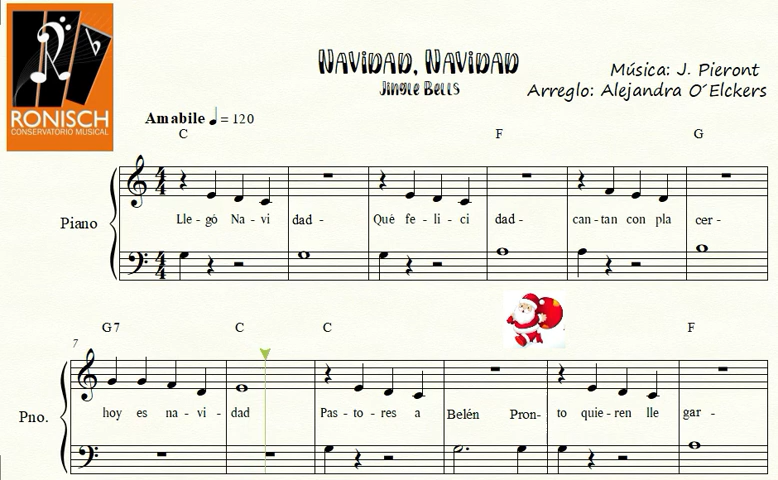 RONISCH
CONSERVATORIO MUSICAL
NAVIDAD, NAVIDAD
JINGLE BELLS
Música: J. Pieront
Arreglo: Alejandra O´Elckers
Amabile ♩ = 120
C F G
Piano
Lle - gó Na - vi dad - Qué fe - li - ci dad - can - tan con pla cer -
7
G7 C C F
Pno.
hoy es na - vi - dad Pas - to - res a Belén Pron- to quie - ren lle gar -